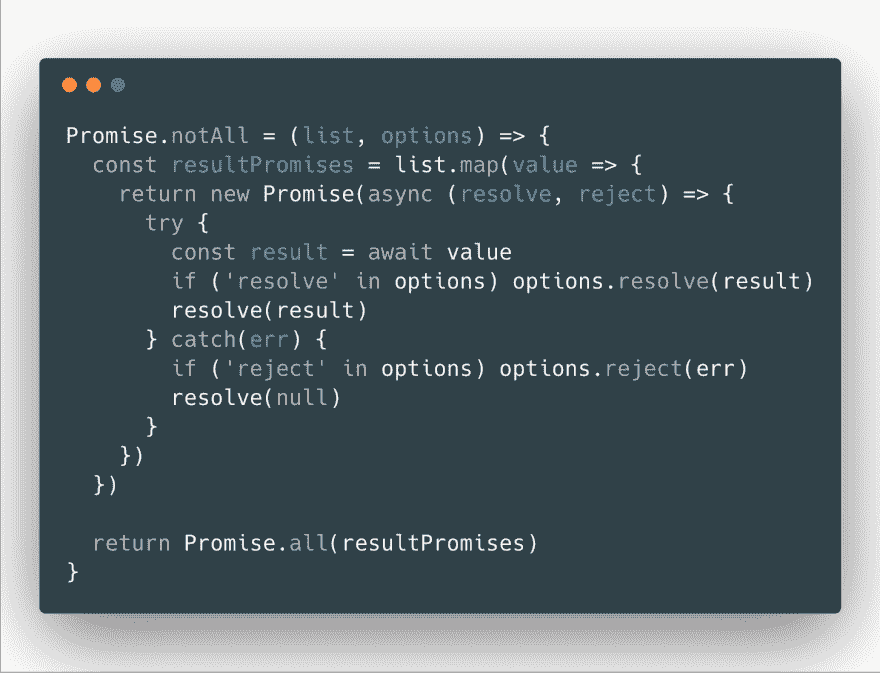 Promise.notAll = (list, options) => {
  const resultPromises = list.map(value => {
    return new Promise(async (resolve, reject) => {
      try {
        const result = await value
        if ('resolve' in options) options.resolve(result)
        resolve(result)
      } catch(err) {
        if ('reject' in options) options.reject(err)
        resolve(null)
      }
    })
  })

  return Promise.all(resultPromises)
}